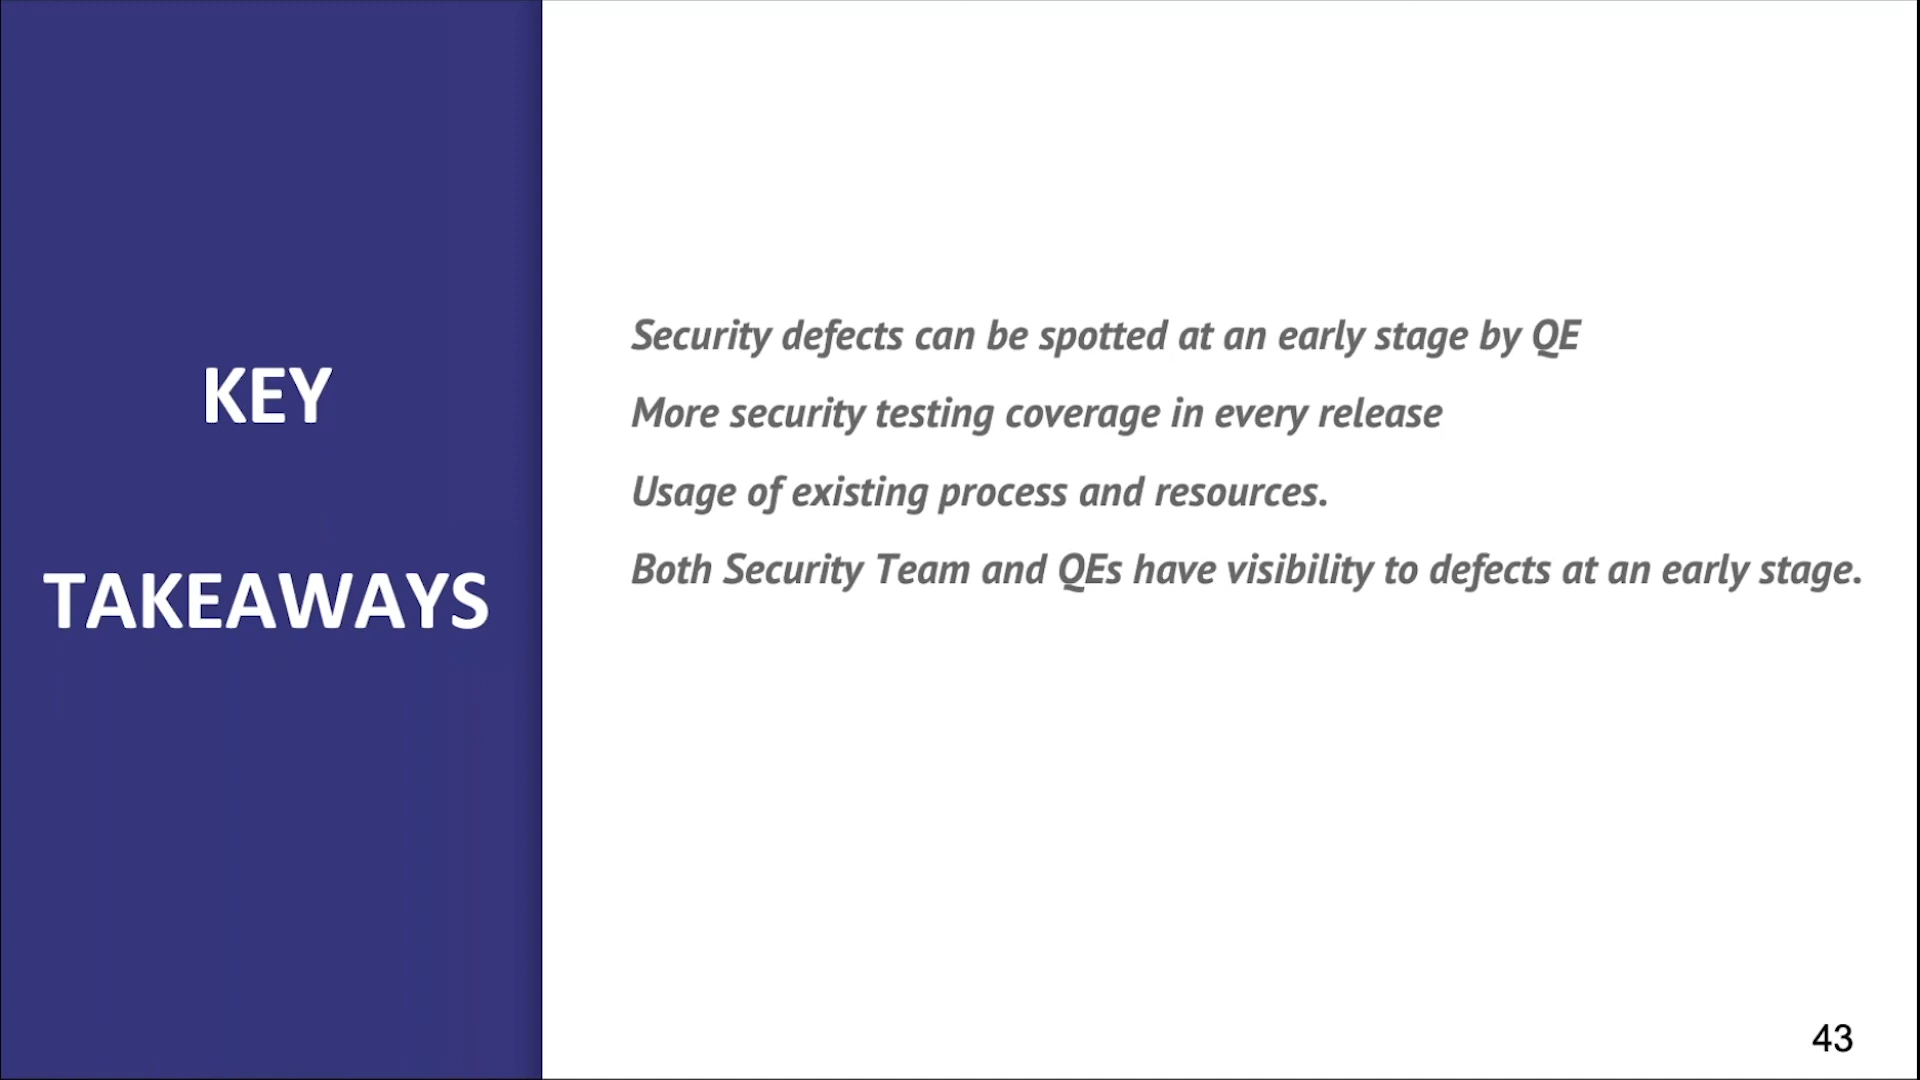 KEY
TAKEAWAYS
Security defects can be spotted at an early stage by QE
More security testing coverage in every release
Usage of existing process and resources.
Both Security Team and QEs have visibility to defects at an early stage.
43